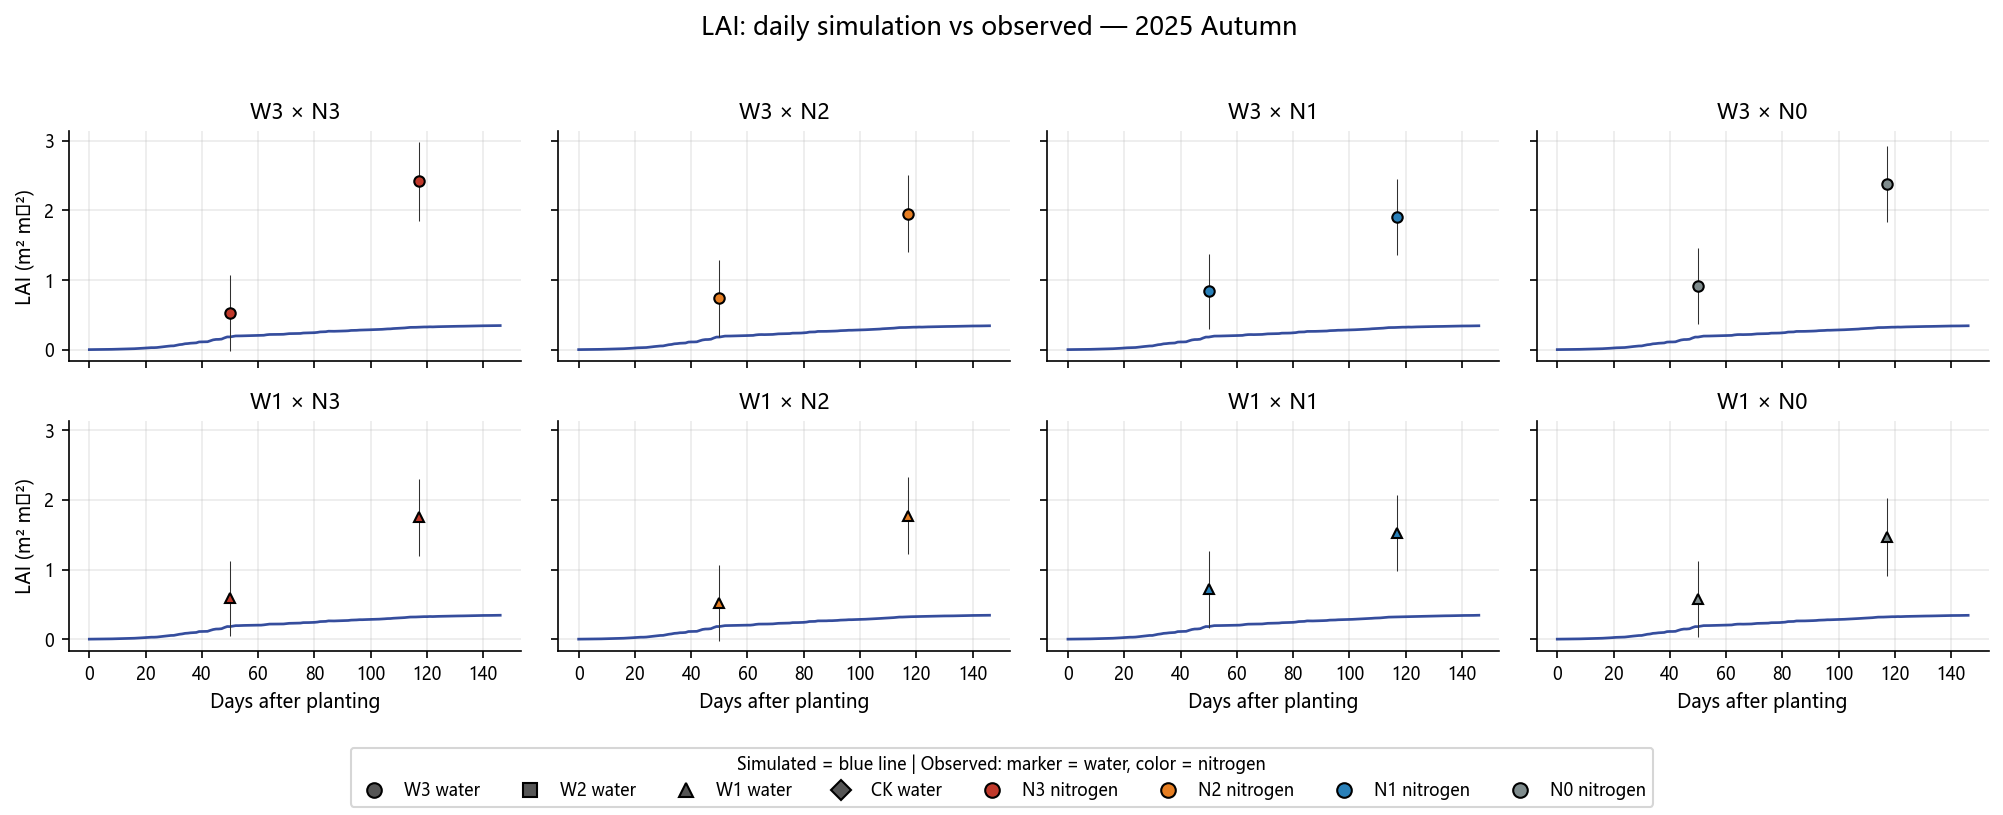 LAI: daily simulation vs observed — 2025 Autumn
W3 × N3
W3 × N2
W3 × N1
W3 × N0
3
2
1
0
LAI (m² m▯²)
W1 × N3
W1 × N2
W1 × N1
W1 × N0
3
2
1
0
LAI (m² m▯²)
0 20 40 60 80 100 120 140
0 20 40 60 80 100 120 140
0 20 40 60 80 100 120 140
0 20 40 60 80 100 120 140
Days after planting
Days after planting
Days after planting
Days after planting
Simulated = blue line | Observed: marker = water, color = nitrogen
W3 water W2 water W1 water CK water N3 nitrogen N2 nitrogen N1 nitrogen N0 nitrogen